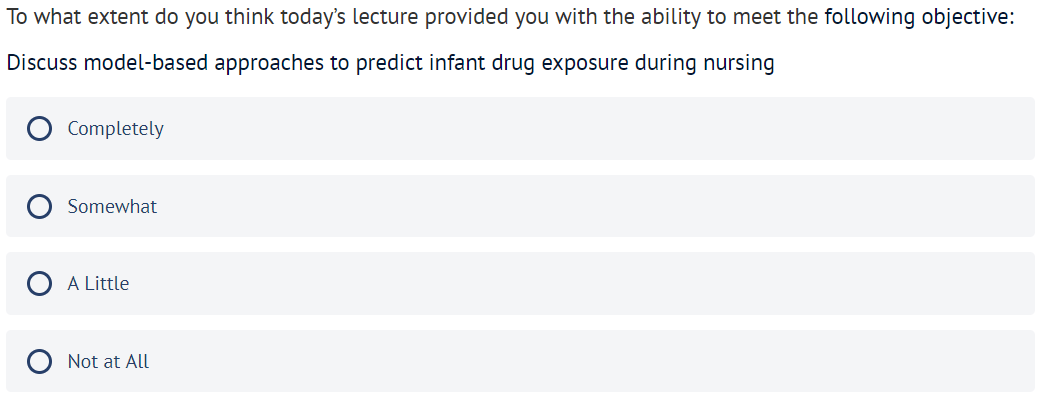 To what extent do you think today’s lecture provided you with the ability to meet the following objective:
Discuss model-based approaches to predict infant drug exposure during nursing
Completely
Somewhat
A Little
Not at All